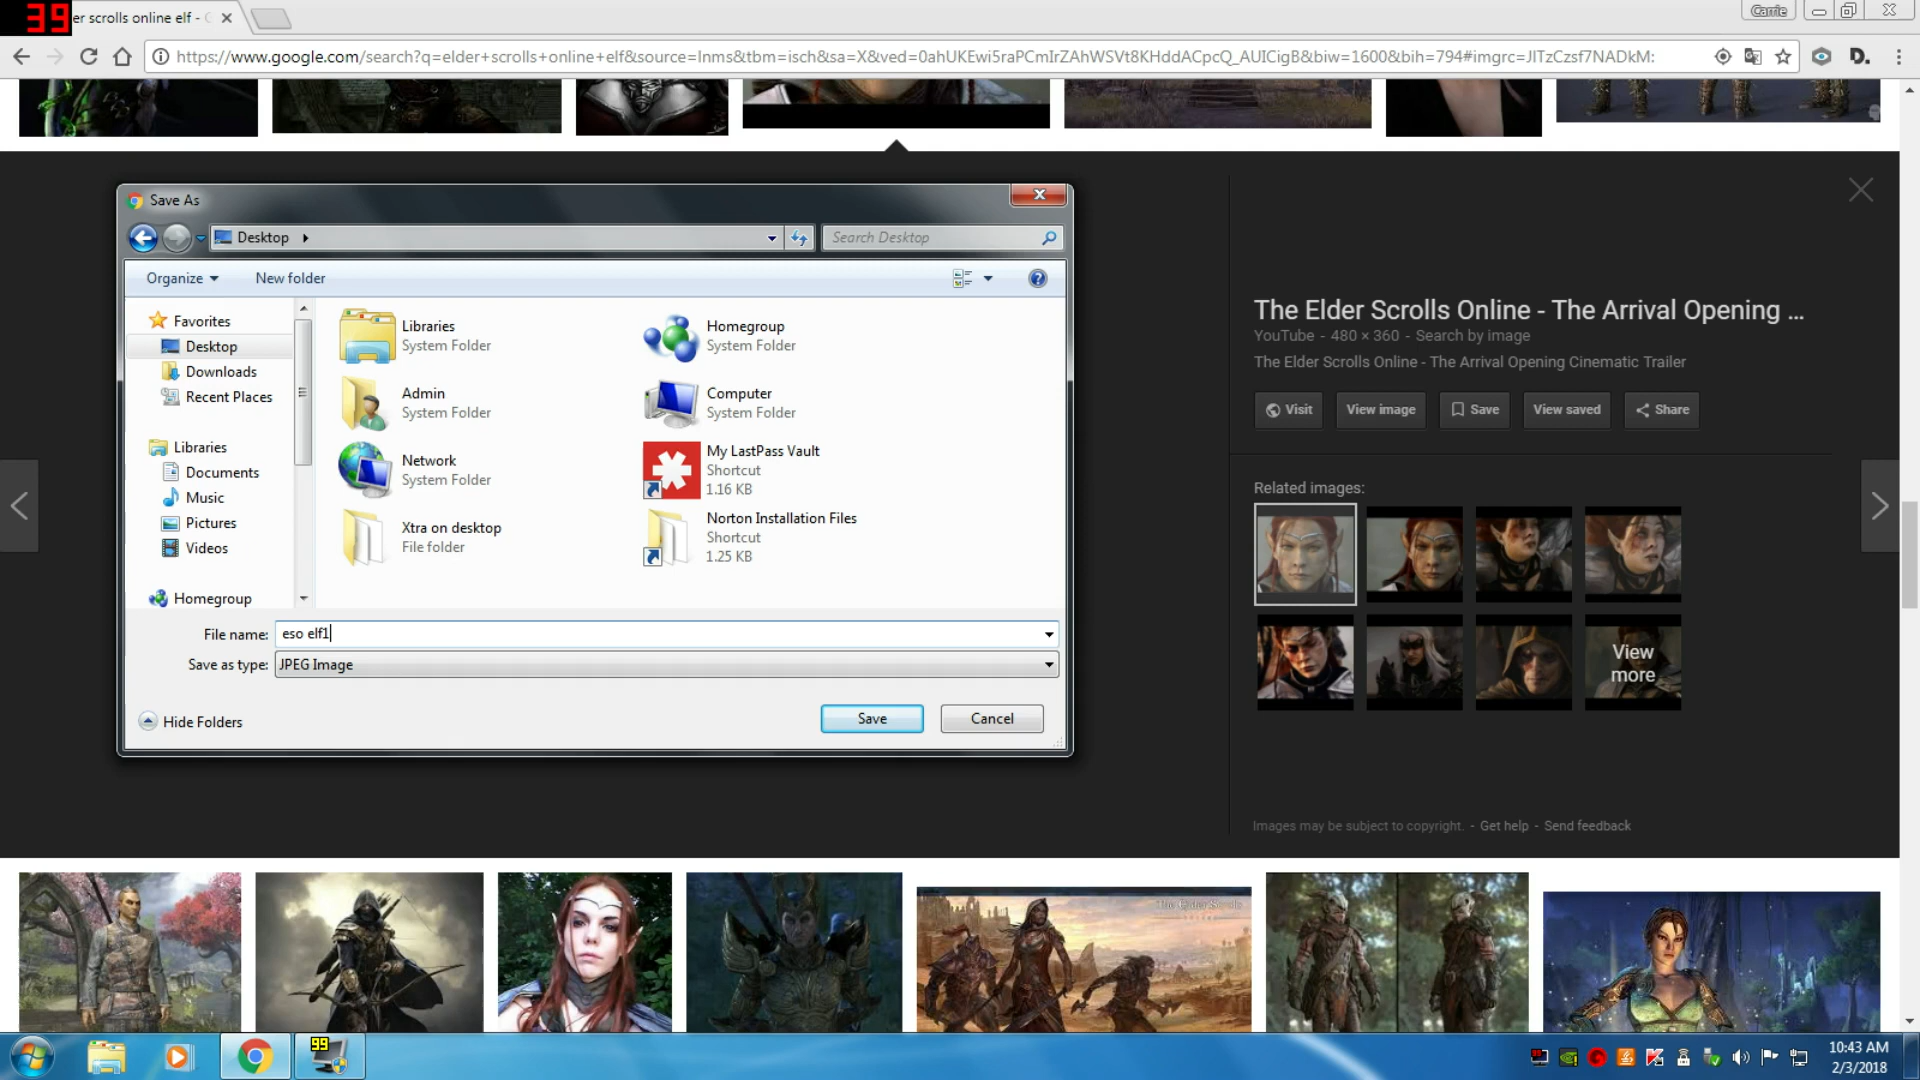 39
er scrolls online elf - G
Carrie
https://www.google.com/search?q=elder+scrolls+online+elf&source=lnms&tbm=isch&sa=X&ved=0ahUKEwi5raPCmIrZAhWSVt8KHddACpcQ_AUICigB&biw=1600&bih=794#imgrc=JITzCzsf7NADkM:
D.
Save As
Desktop
Search Desktop
Organize
New folder
Favorites
Desktop
Downloads
Recent Places
Libraries
Documents
Music
Pictures
Videos
Homegroup
Libraries
System Folder
Homegroup
System Folder
Admin
System Folder
Computer
System Folder
Network
System Folder
My LastPass Vault
Shortcut
1.16 KB
Xtra on desktop
File folder
Norton Installation Files
Shortcut
1.25 KB
File name: eso elf1
Save as type: JPEG Image
Hide Folders
Save
Cancel
The Elder Scrolls Online - The Arrival Opening ...
YouTube - 480 × 360 - Search by image
The Elder Scrolls Online - The Arrival Opening Cinematic Trailer
Visit
View image
Save
View saved
Share
Related images:
View
more
Images may be subject to copyright. - Get help - Send feedback
The Elder Scrolls
99
10:43 AM
2/3/2018